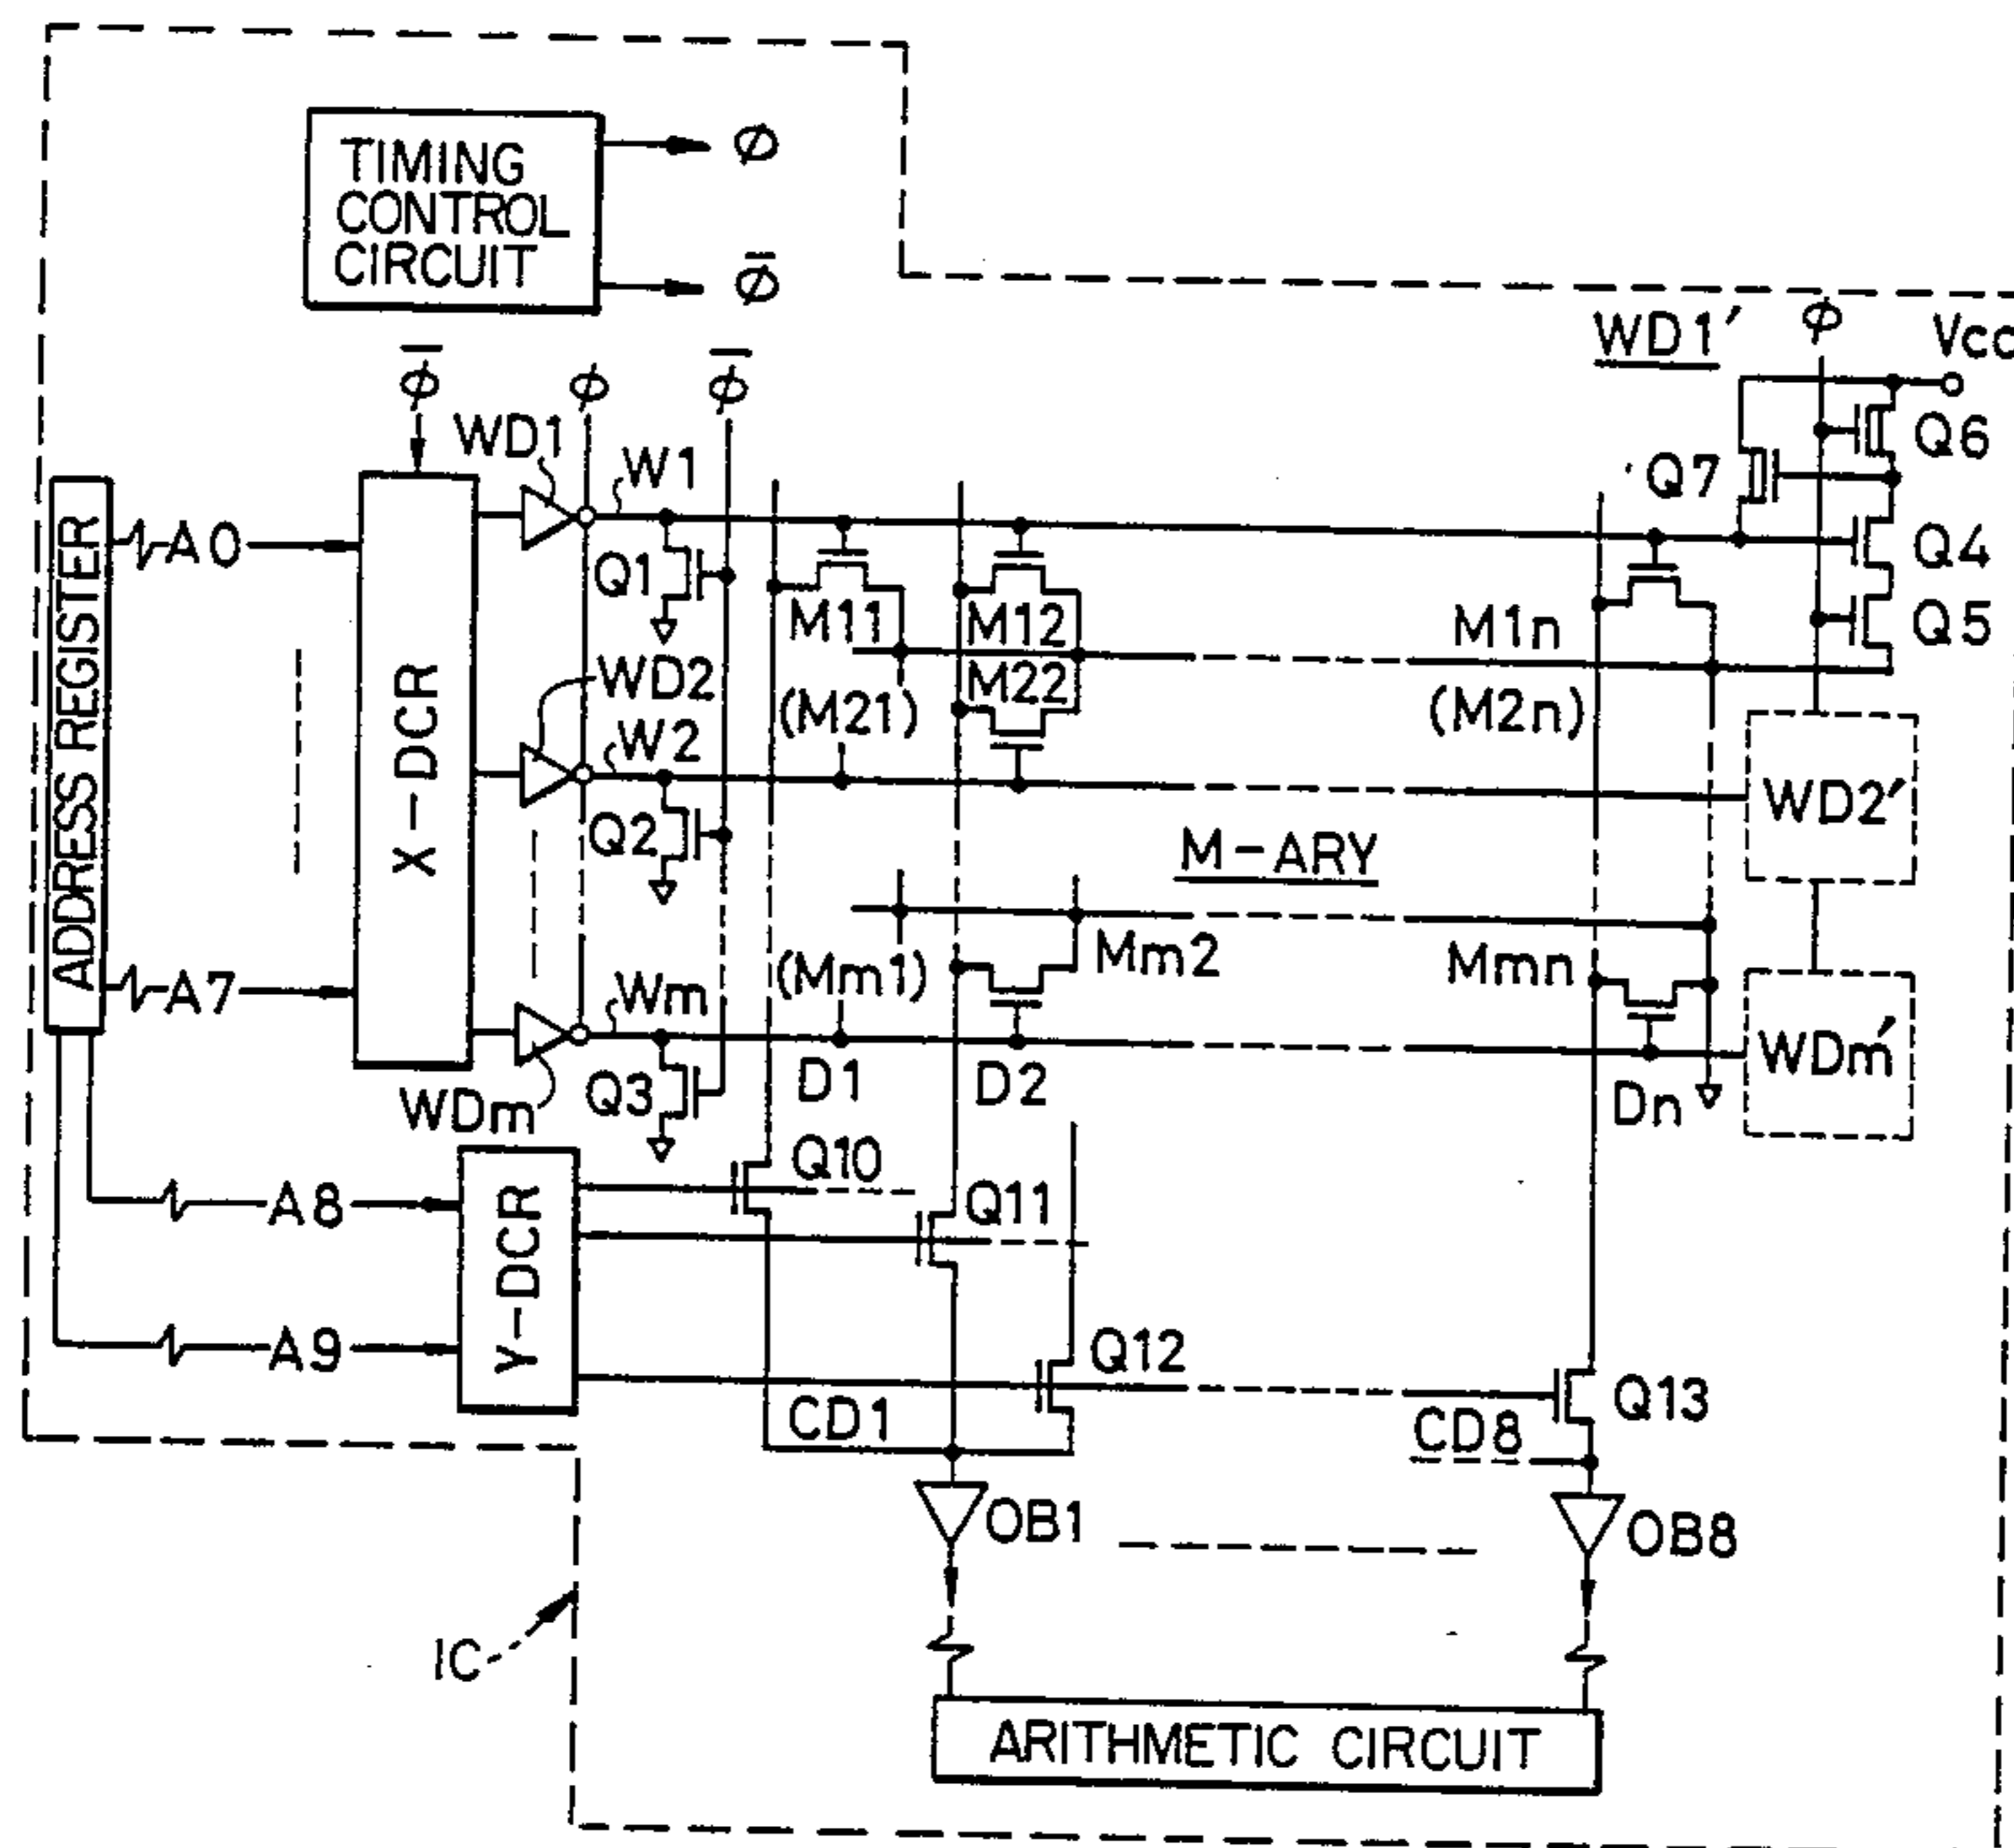 TIMING
CONTROL
CIRCUIT
ϕ
ϕ̅
ϕ̅
ϕ
ϕ̅
WD1
W1
WD1′
ϕ
Vcc
Q6
Q7
Q4
Q5
ADDRESS REGISTER
A0
X-DCR
Q1
M11
M12
M1n
WD2
(M21)
M22
(M2n)
W2
Q2
WD2′
M-ARY
A7
Wm
(Mm1)
Mm2
Mmn
WDm
Q3
D1
D2
Dn
WDm′
A8
Y-DCR
Q10
Q11
A9
Q12
Q13
CD1
CD8
OB1
OB8
IC
ARITHMETIC CIRCUIT